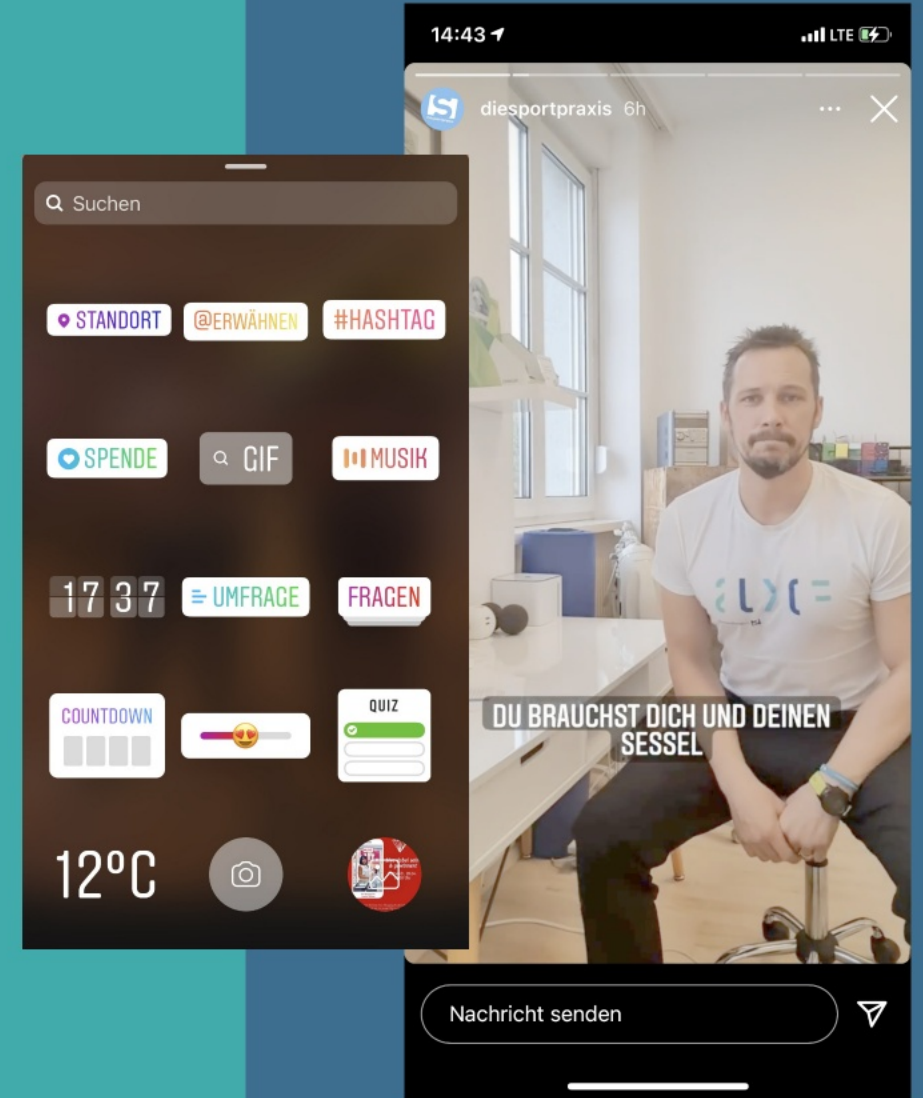 14:43
LTE
diesportpraxis 6h
Suchen
STANDORT
@ERWÄHNEN
#HASHTAG
SPENDE
GIF
MUSIK
17 37
UMFRAGE
FRAGEN
COUNTDOWN
QUIZ
12°C
DU BRAUCHST DICH UND DEINEN
SESSEL
Nachricht senden